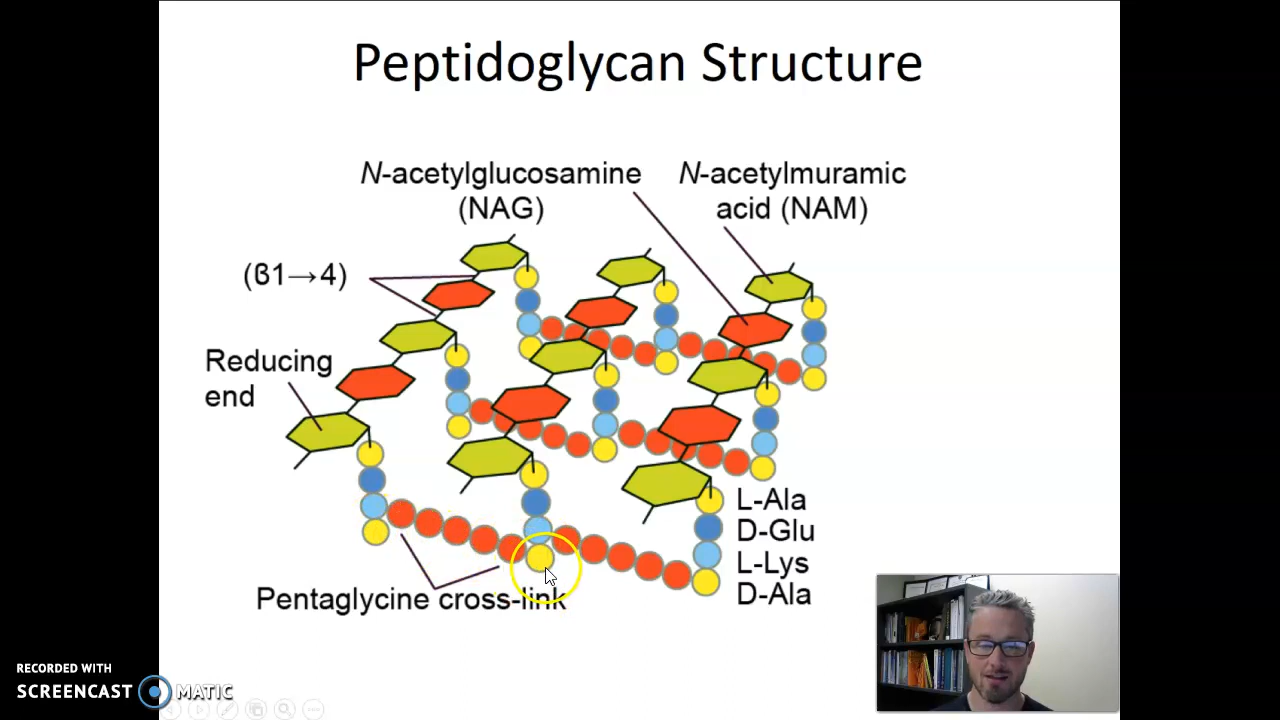 Peptidoglycan Structure
N-acetylglucosamine
(NAG)
N-acetylmuramic
acid (NAM)
(ß1→4)
Reducing
end
L-Ala
D-Glu
L-Lys
D-Ala
Pentaglycine cross-link
RECORDED WITH
SCREENCAST MATIC